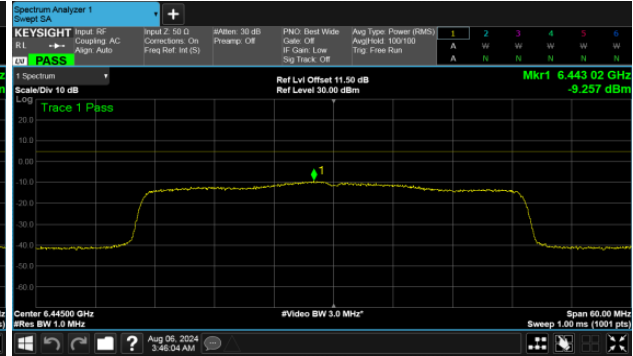 Spectrum Analyzer 1
Swept SA
+
KEYSIGHT Input: RF
RL Coupling: AC
Align: Auto
LXI PASS
Input Z: 50 Ω
Corrections: On
Freq Ref: Int (S)
#Atten: 30 dB
Preamp: Off
PNO: Best Wide
Gate: Off
IF Gain: Low
Sig Track: Off
Avg Type: Power (RMS)
Avg|Hold: 100/100
Trig: Free Run
1 2 3 4 5 6
A W W W W W
A N N N N N
1 Spectrum
Scale/Div 10 dB
Ref Lvl Offset 11.50 dB
Ref Level 30.00 dBm
Mkr1 6.443 02 GHz
-9.257 dBm
Log
Trace 1 Pass
20.0
10.0
0.00
-10.0
-20.0
-30.0
-40.0
-50.0
-60.0
1
Center 6.44500 GHz
#Res BW 1.0 MHz
#Video BW 3.0 MHz*
Span 60.00 MHz
Sweep 1.00 ms (1001 pts)
?
Aug 06, 2024
3:46:04 AM